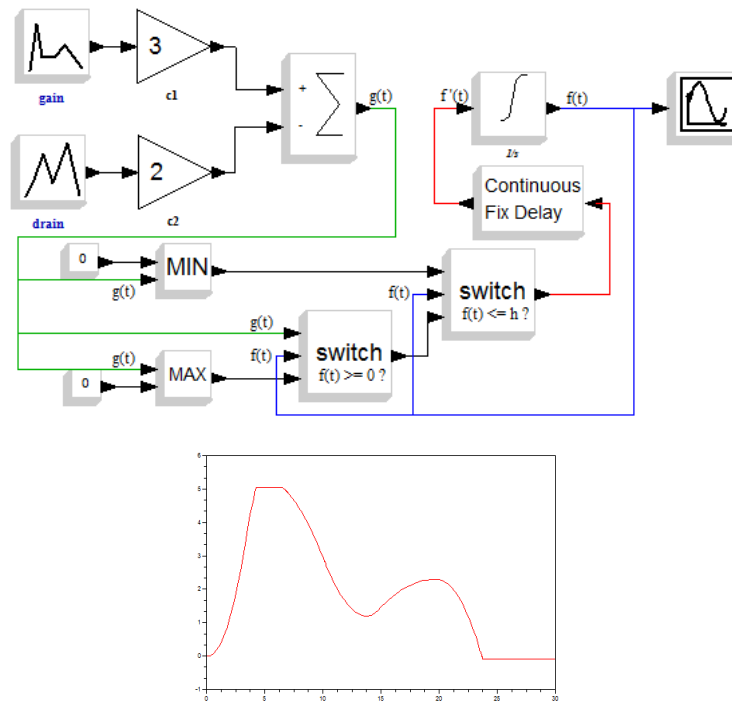 3
gain
c1
+
-
g(t)
f'(t)
f(t)
1/s
2
drain
c2
Continuous
Fix Delay
0
MIN
g(t)
f(t)
switch
f(t) <= h ?
g(t)
f(t)
switch
f(t) >= 0 ?
g(t)
0
MAX
6
5
4
3
2
1
0
-1
0
5
10
15
20
25
30